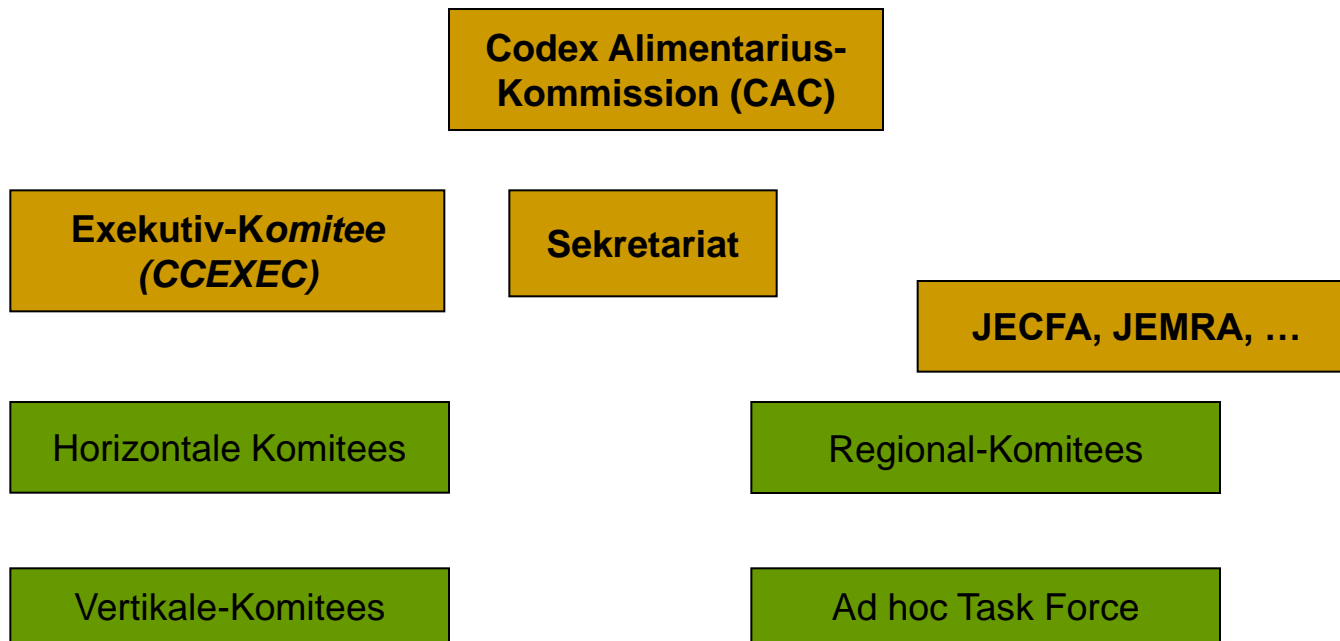 Codex Alimentarius-
Kommission (CAC)
Exekutiv-Komitee
(CCEXEC)
Sekretariat
JECFA, JEMRA, …
Horizontale Komitees
Regional-Komitees
Vertikale-Komitees
Ad hoc Task Force